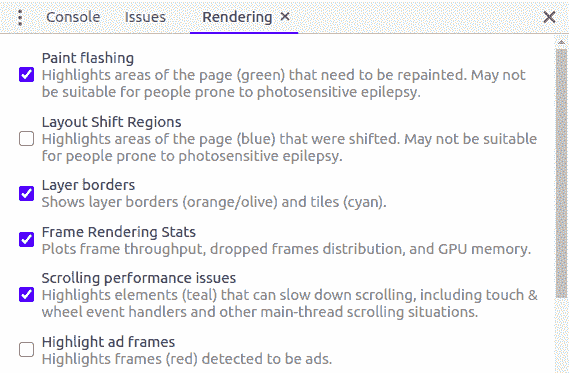 Console Issues Rendering
Paint flashing
Highlights areas of the page (green) that need to be repainted. May not
be suitable for people prone to photosensitive epilepsy.
Layout Shift Regions
Highlights areas of the page (blue) that were shifted. May not be suitable
for people prone to photosensitive epilepsy.
Layer borders
Shows layer borders (orange/olive) and tiles (cyan).
Frame Rendering Stats
Plots frame throughput, dropped frames distribution, and GPU memory.
Scrolling performance issues
Highlights elements (teal) that can slow down scrolling, including touch &
wheel event handlers and other main-thread scrolling situations.
Highlight ad frames
Highlights frames (red) detected to be ads.